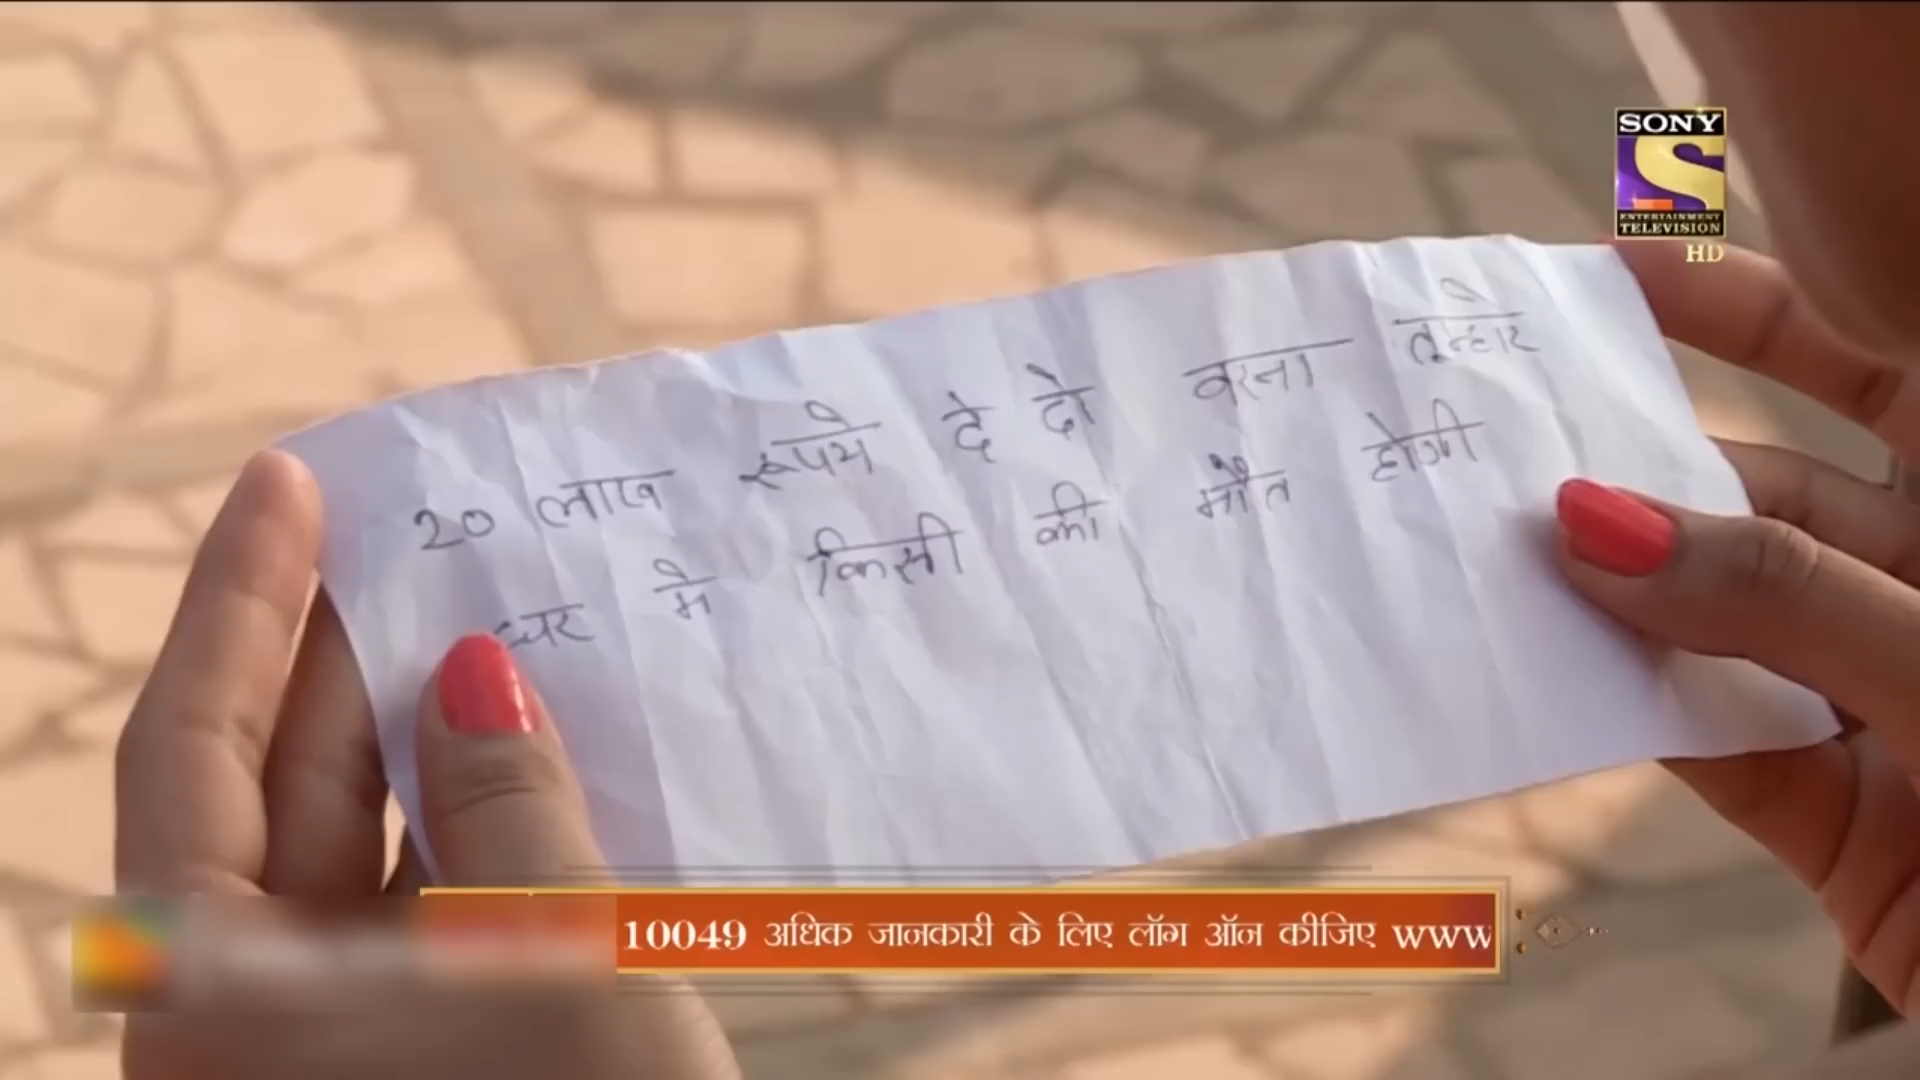 SONY
ENTERTAINMENT
TELEVISION
HD
20 लाख रूपये दे दो वरना तुम्हारे
घर मे किसी की मौत होगी
10049 अधिक जानकारी के लिए लॉग ऑन कीजिए www